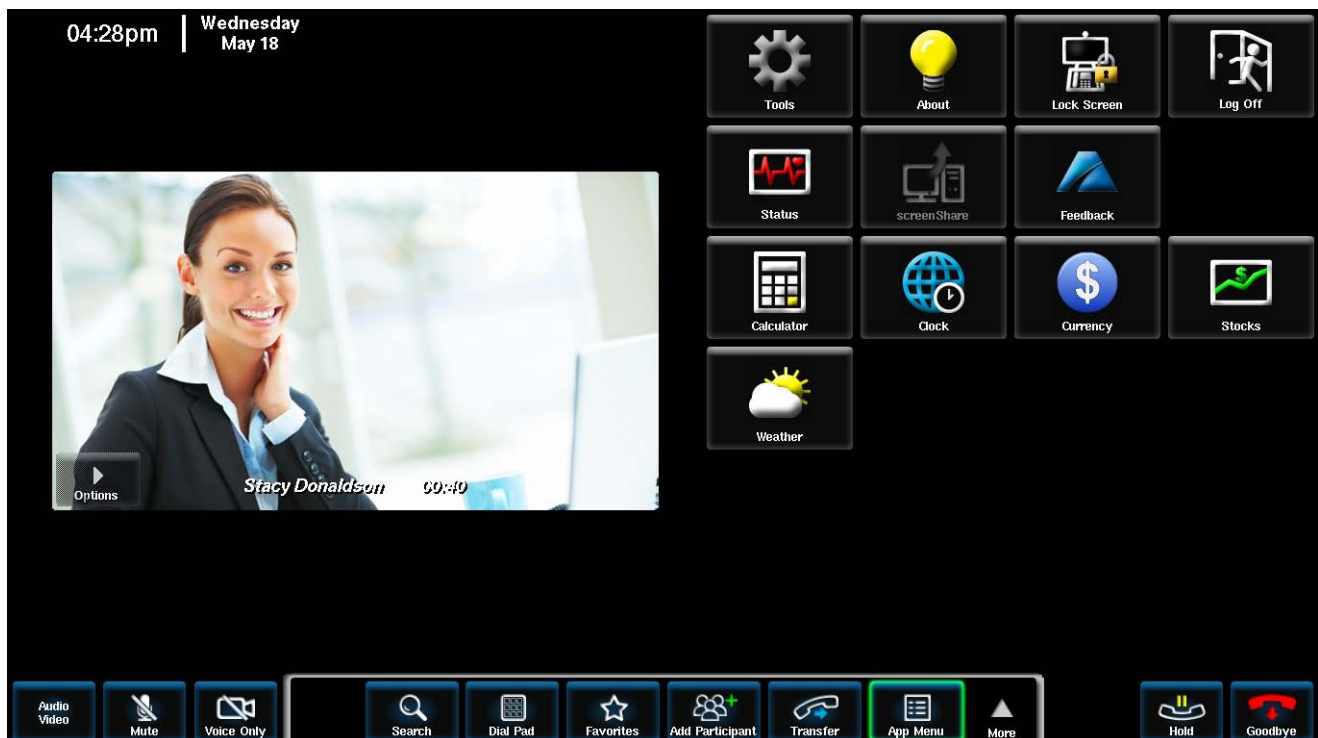 04:28pm
Wednesday
May 18
Tools
About
Lock Screen
Log Off
Status
screenShare
Feedback
Calculator
Clock
$
Currency
$
Stocks
Weather
Options
Stacy Donaldson 00:40
Audio
Video
Mute
Voice Only
Search
Dial Pad
Favorites
Add Participant
Transfer
App Menu
More
Hold
Goodbye